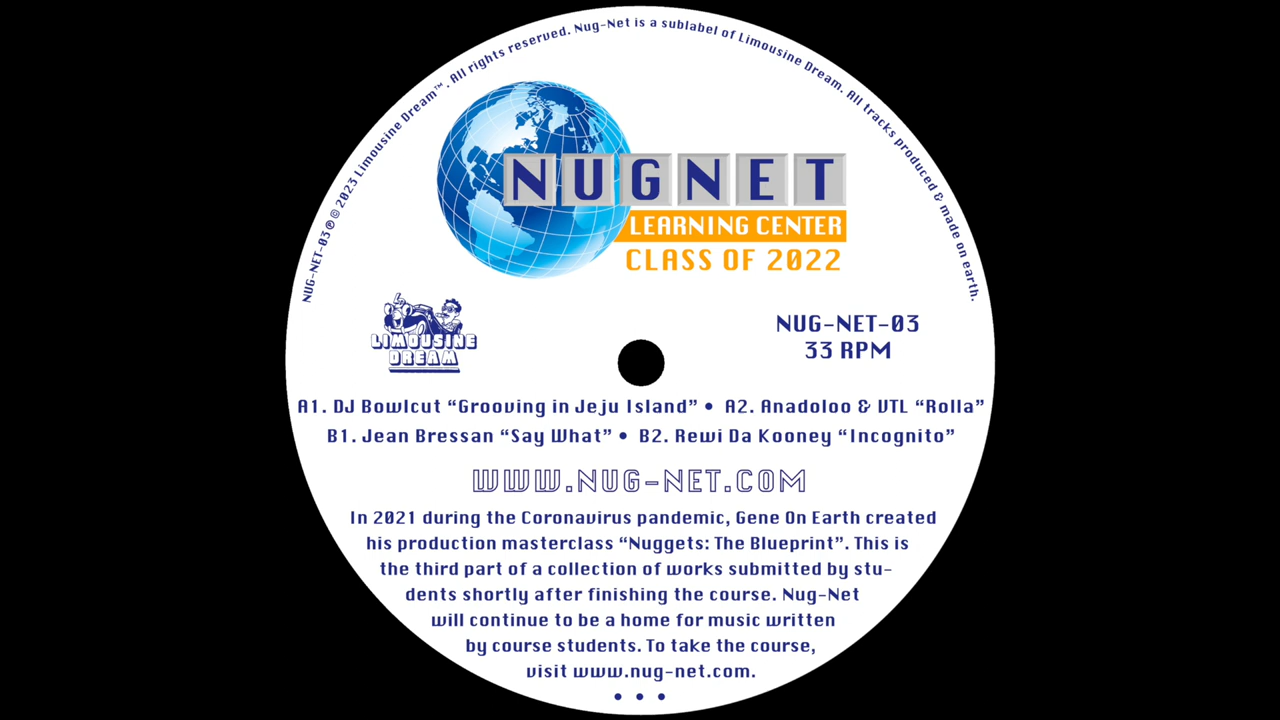 NUG-NET-03 ℗ © 2023 Limousine Dream™. All rights reserved. Nug-Net is a sublabel of Limousine Dream. All tracks produced & made on earth.
NUGNET
LEARNING CENTER
CLASS OF 2022
LD
LIMOUSINE
DREAM
NUG-NET-03
33 RPM
A1. DJ Bowlcut “Grooving in Jeju Island” • A2. Anadoloo & VTL “Rolla”
B1. Jean Bressan “Say What” • B2. Rewi Da Kooney “Incognito”
WWW.NUG-NET.COM
In 2021 during the Coronavirus pandemic, Gene On Earth created
his production masterclass “Nuggets: The Blueprint”. This is
the third part of a collection of works submitted by stu-
dents shortly after finishing the course. Nug-Net
will continue to be a home for music written
by course students. To take the course,
visit www.nug-net.com.
• • •